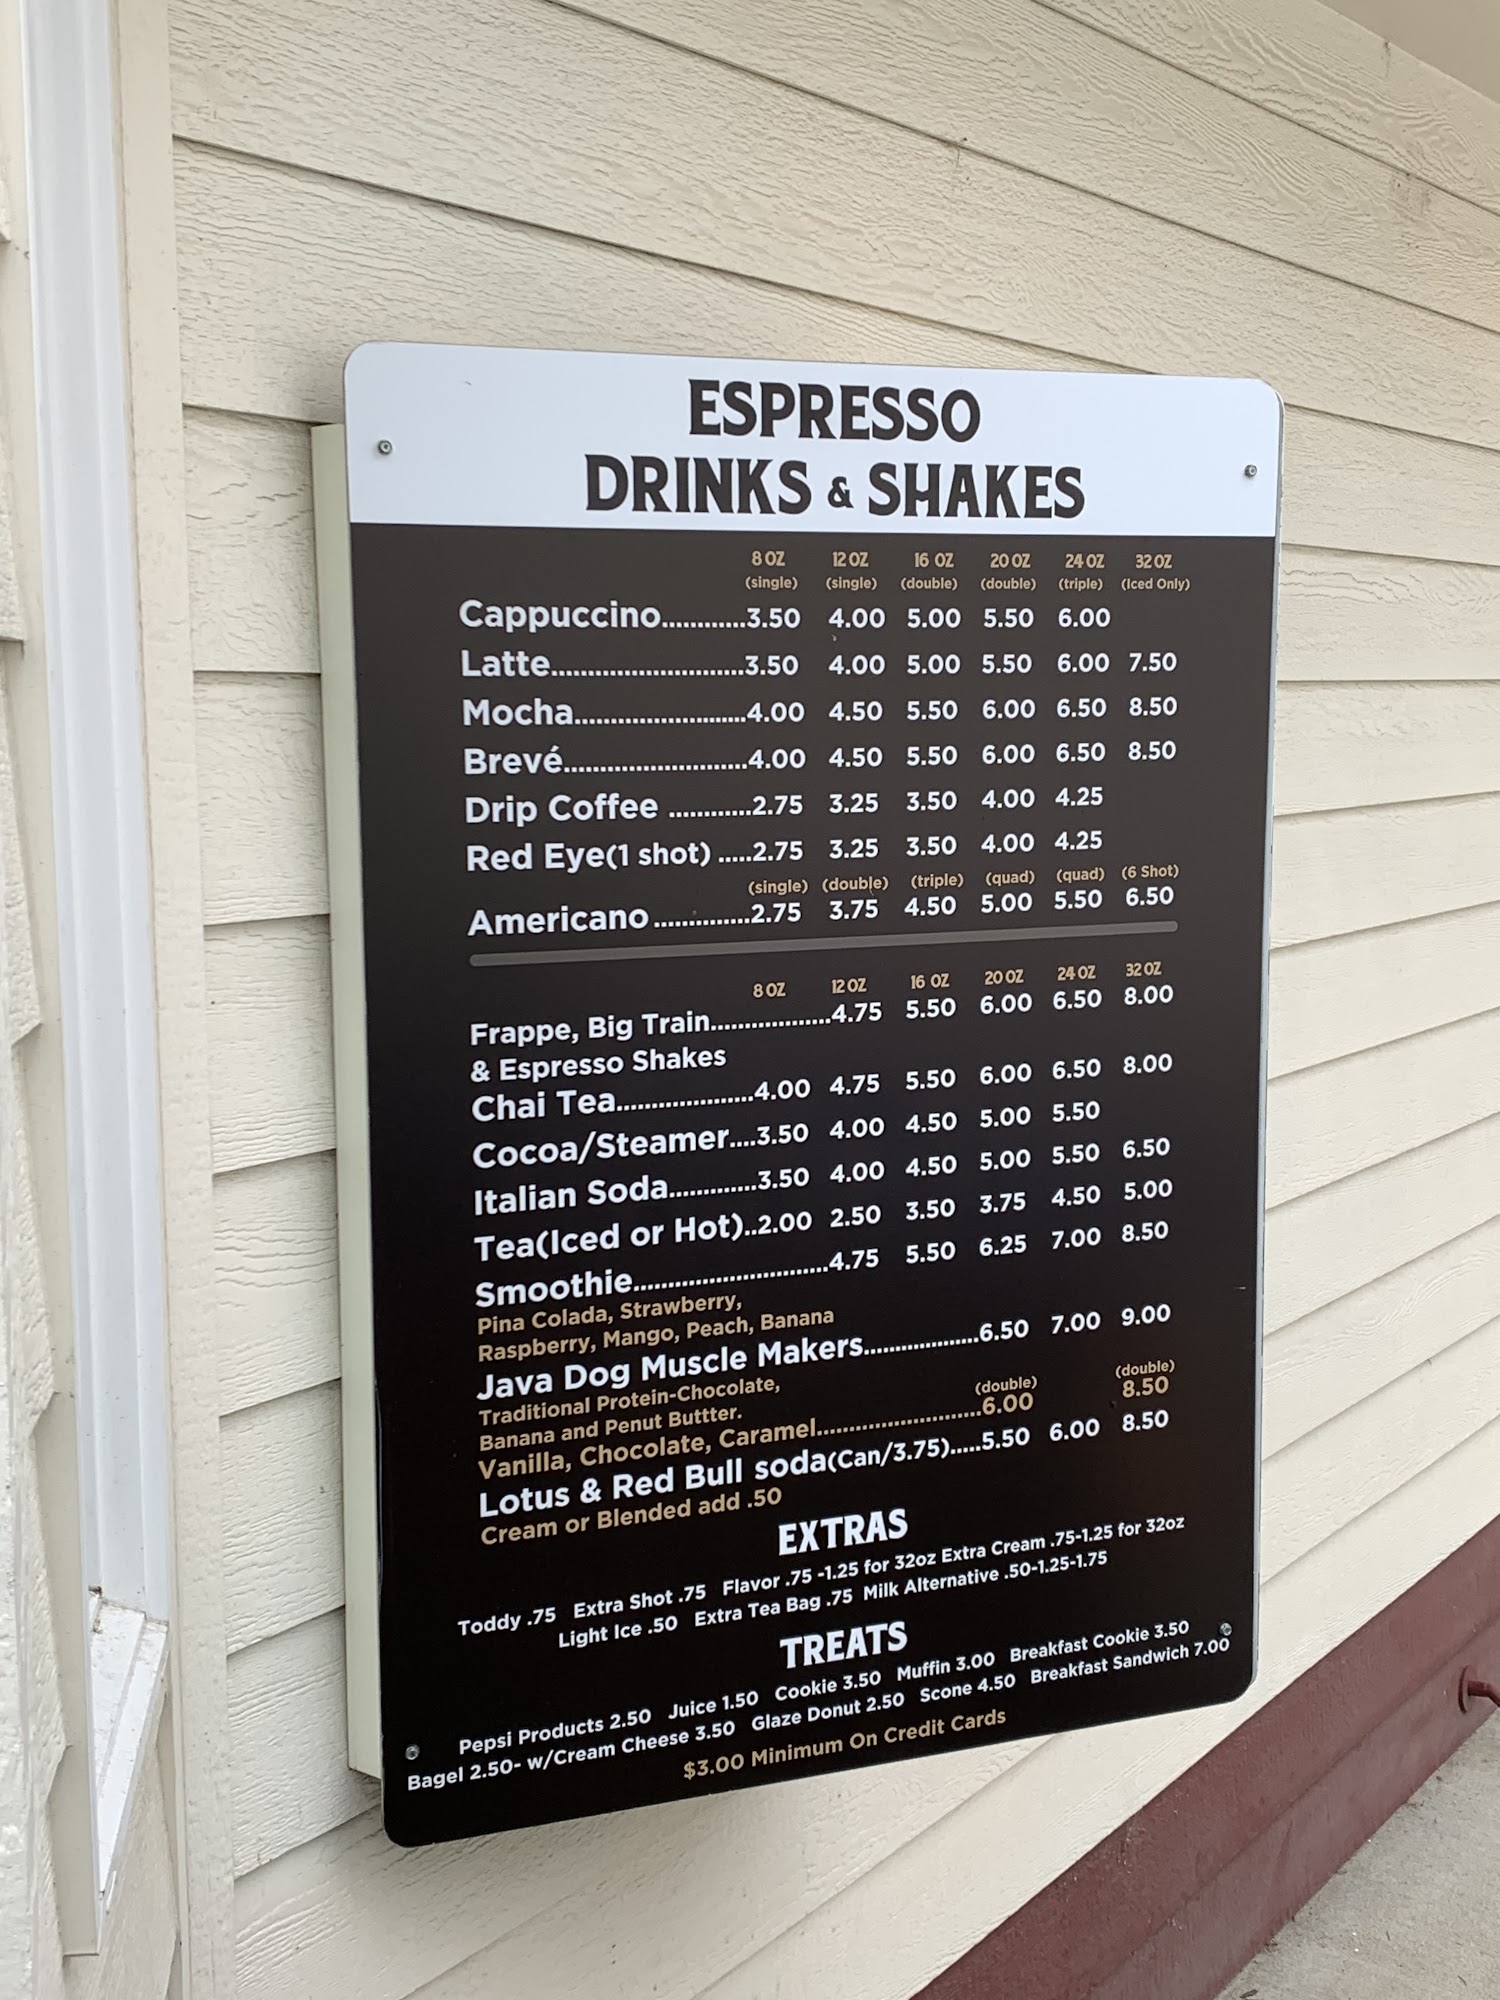 ESPRESSO
DRINKS & SHAKES
8 OZ 12 OZ 16 OZ 20 OZ 24 OZ 32 OZ
(single) (single) (double) (double) (triple) (Iced Only)
Cappuccino............3.50 4.00 5.00 5.50 6.00
Latte...........................3.50 4.00 5.00 5.50 6.00 7.50
Mocha.........................4.00 4.50 5.50 6.00 6.50 8.50
Brevé..........................4.00 4.50 5.50 6.00 6.50 8.50
Drip Coffee ............2.75 3.25 3.50 4.00 4.25
Red Eye(1 shot) .....2.75 3.25 3.50 4.00 4.25
(single) (double) (triple) (quad) (quad) (6 Shot)
Americano ..............2.75 3.75 4.50 5.00 5.50 6.50
8 OZ 12 OZ 16 OZ 20 OZ 24 OZ 32 OZ
Frappe, Big Train...................4.75 5.50 6.00 6.50 8.00
& Espresso Shakes
Chai Tea....................4.00 4.75 5.50 6.00 6.50 8.00
Cocoa/Steamer....3.50 4.00 4.50 5.00 5.50
Italian Soda.............3.50 4.00 4.50 5.00 5.50 6.50
Tea(Iced or Hot)..2.00 2.50 3.50 3.75 4.50 5.00
Smoothie............................4.75 5.50 6.25 7.00 8.50
Pina Colada, Strawberry,
Raspberry, Mango, Peach, Banana
Java Dog Muscle Makers.................6.50 7.00 9.00
Traditional Protein-Chocolate,
Banana and Penut Buttter.
(double) (double)
Vanilla, Chocolate, Caramel........................6.00 8.50
Lotus & Red Bull soda(Can/3.75).....5.50 6.00 8.50
Cream or Blended add .50
EXTRAS
Toddy .75 Extra Shot .75 Flavor .75 -1.25 for 32oz Extra Cream .75-1.25 for 32oz
Light Ice .50 Extra Tea Bag .75 Milk Alternative .50-1.25-1.75
TREATS
Pepsi Products 2.50 Juice 1.50 Cookie 3.50 Muffin 3.00 Breakfast Cookie 3.50
Bagel 2.50- w/Cream Cheese 3.50 Glaze Donut 2.50 Scone 4.50 Breakfast Sandwich 7.00
$3.00 Minimum On Credit Cards